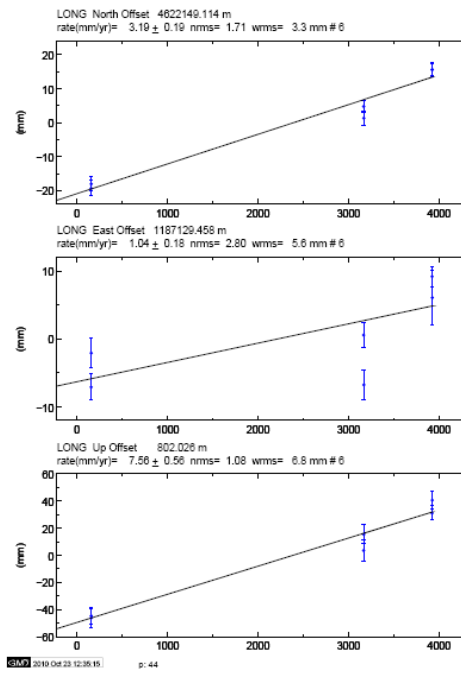 LONG North Offset 4622149.114 m
rate(mm/yr)= 3.19 ± 0.19 nrms= 1.71 wrms= 3.3 mm # 6
20
10
0
−10
−20
(mm)
0 1000 2000 3000 4000
LONG East Offset 1187129.458 m
rate(mm/yr)= 1.04 ± 0.18 nrms= 2.80 wrms= 5.6 mm # 6
10
0
−10
(mm)
0 1000 2000 3000 4000
LONG Up Offset 802.026 m
rate(mm/yr)= 7.56 ± 0.56 nrms= 1.08 wrms= 6.8 mm # 6
60
40
20
0
−20
−40
−60
(mm)
0 1000 2000 3000 4000
GMD 2010 Oct 23 12:35:15 p: 44